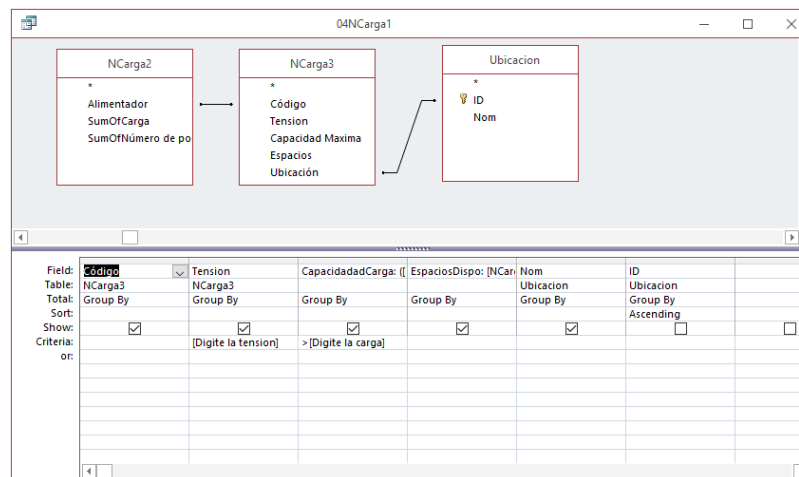 04NCarga1
NCarga2
*
Alimentador
SumOfCarga
SumOfNúmero de po
NCarga3
*
Código
Tension
Capacidad Maxima
Espacios
Ubicación
Ubicacion
*
ID
Nom
Field: Código Tension CapacidadadCarga: ([ EspaciosDispo: [NCar Nom ID
Table: NCarga3 NCarga3 Ubicacion Ubicacion
Total: Group By Group By Group By Group By Group By Group By
Sort: Ascending
Show:
Criteria: [Digite la tension] >[Digite la carga]
or: